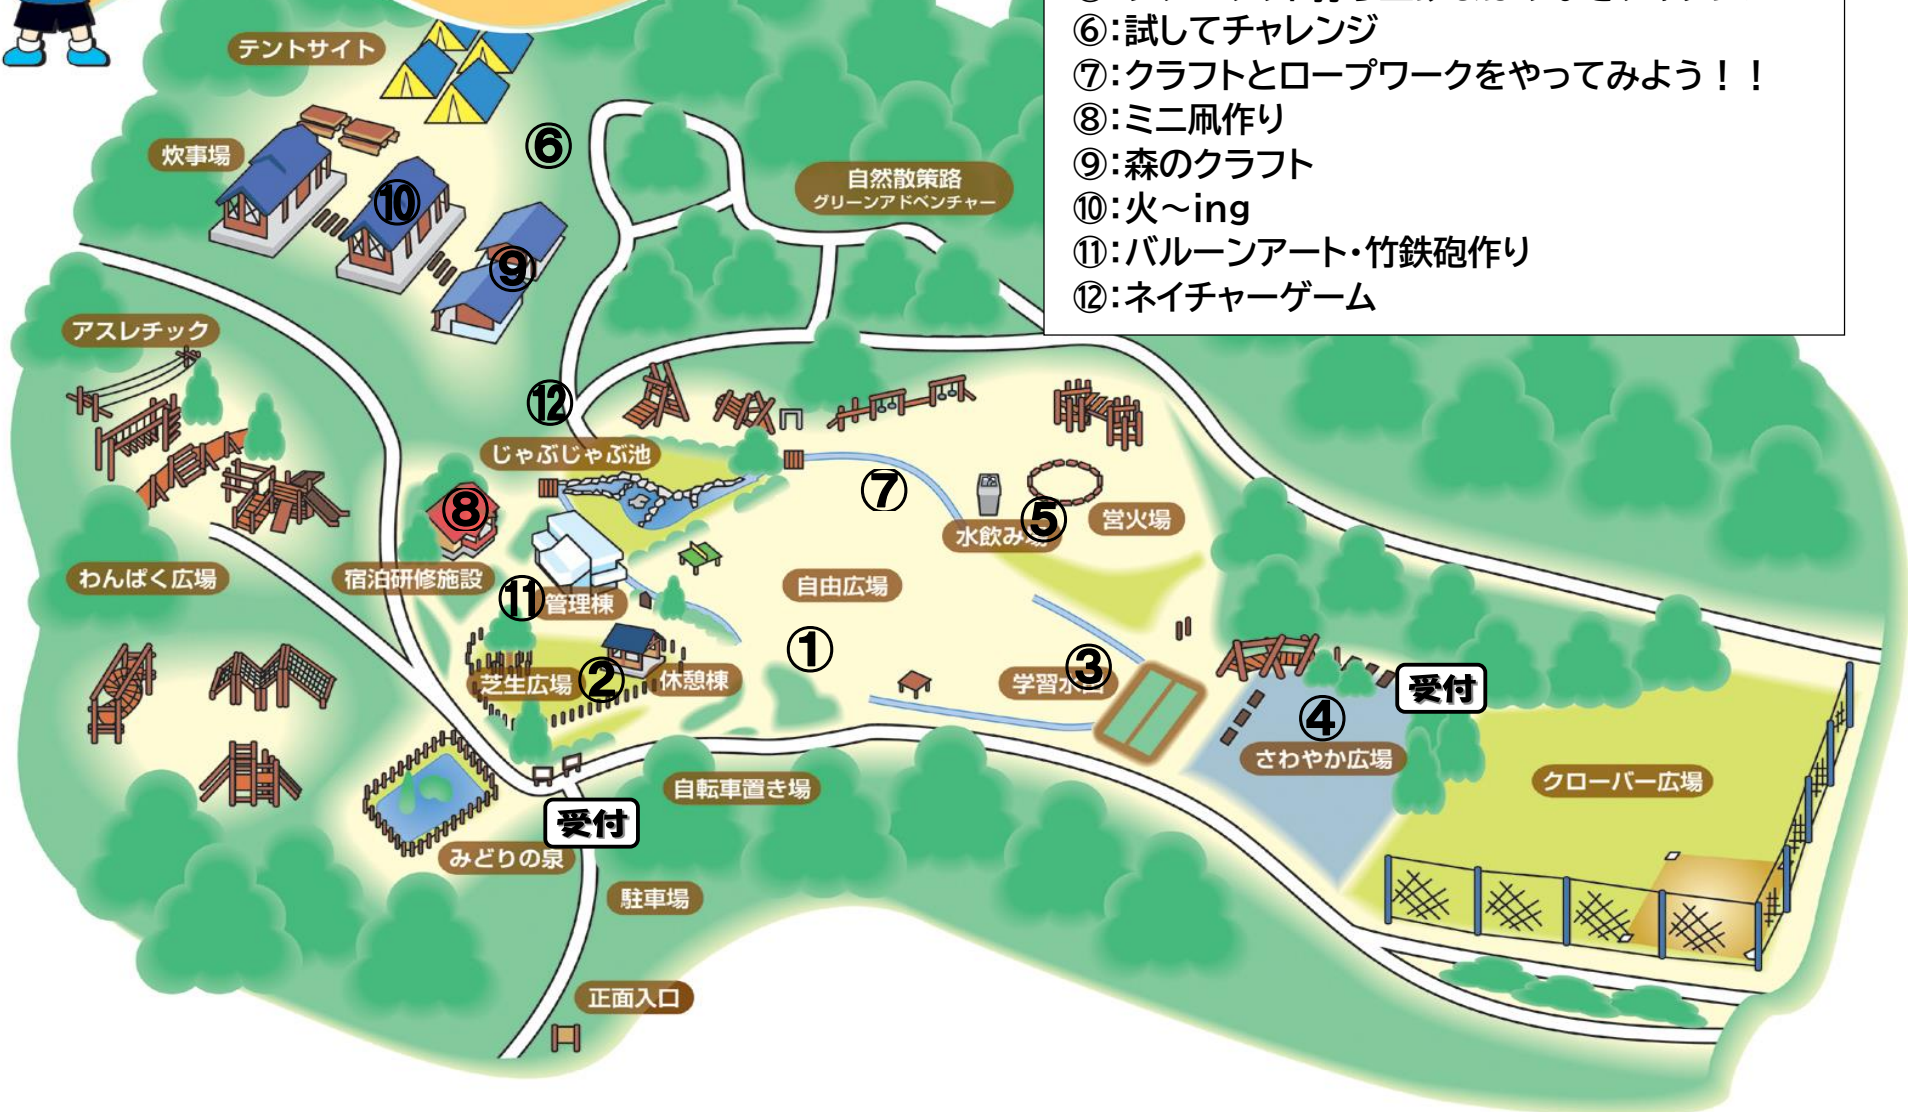 ⑥：試してチャレンジ
⑦：クラフトとロープワークをやってみよう！！
⑧：ミニ凧作り
⑨：森のクラフト
⑩：火～ing
⑪：バルーンアート・竹鉄砲作り
⑫：ネイチャーゲーム
テントサイト
炊事場
⑥
自然散策路
グリーンアドベンチャー
⑩
⑨
アスレチック
⑫
じゃぶじゃぶ池
⑦
⑧
⑤
水飲み場
営火場
わんぱく広場
宿泊研修施設
⑪
管理棟
自由広場
①
芝生広場
②
休憩棟
学習水田
③
受付
④
さわやか広場
クローバー広場
自転車置き場
受付
みどりの泉
駐車場
正面入口